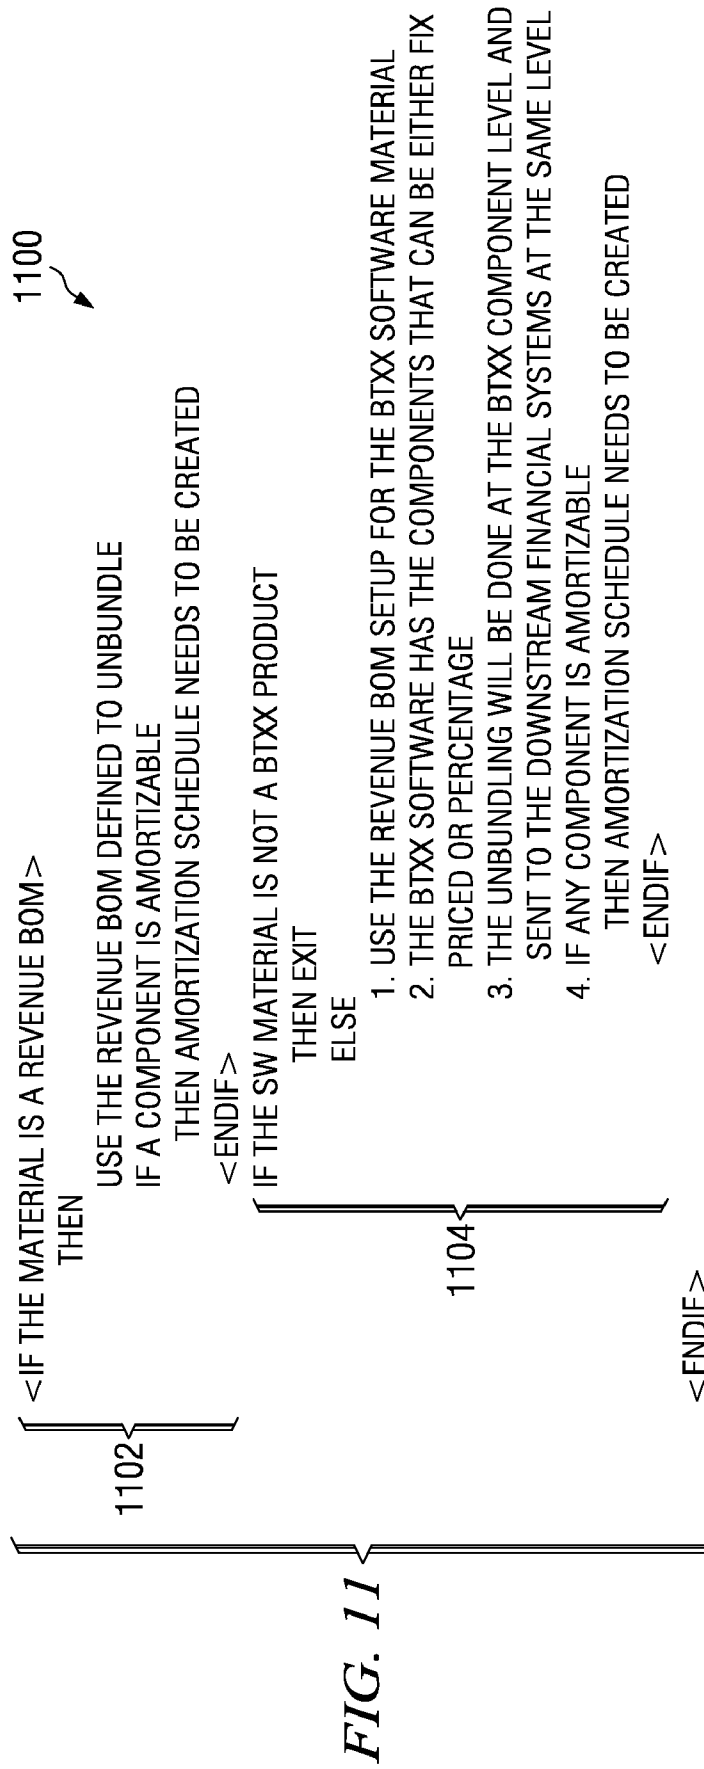 1100
<IF THE MATERIAL IS A REVENUE BOM>
THEN
USE THE REVENUE BOM DEFINED TO UNBUNDLE
IF A COMPONENT IS AMORTIZABLE
THEN AMORTIZATION SCHEDULE NEEDS TO BE CREATED
<ENDIF>
1102
IF THE SW MATERIAL IS NOT A BTXX PRODUCT
THEN EXIT
ELSE
1. USE THE REVENUE BOM SETUP FOR THE BTXX SOFTWARE MATERIAL
2. THE BTXX SOFTWARE HAS THE COMPONENTS THAT CAN BE EITHER FIX
PRICED OR PERCENTAGE
3. THE UNBUNDLING WILL BE DONE AT THE BTXX COMPONENT LEVEL AND
SENT TO THE DOWNSTREAM FINANCIAL SYSTEMS AT THE SAME LEVEL
4. IF ANY COMPONENT IS AMORTIZABLE
THEN AMORTIZATION SCHEDULE NEEDS TO BE CREATED
<ENDIF>
1104
<ENDIF>
FIG. 11